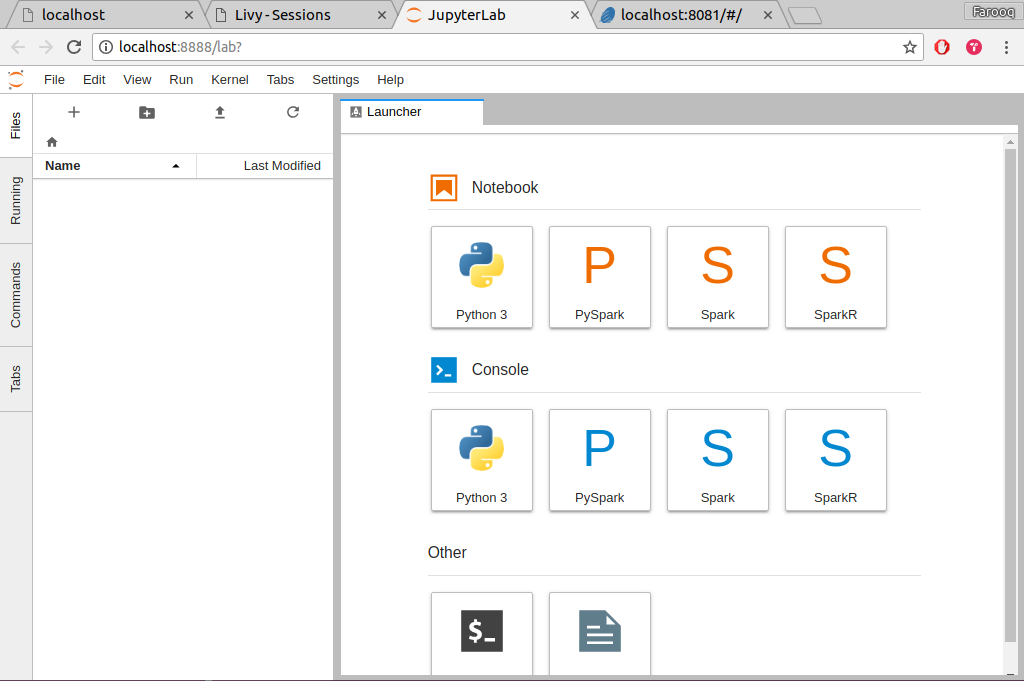 localhost
Livy-Sessions
JupyterLab
localhost:8081/#/
Farooq
localhost:8888/lab?
File Edit View Run Kernel Tabs Settings Help
Files
Running
Commands
Tabs
Name
Last Modified
Launcher
Notebook
P S S
Python 3 PySpark Spark SparkR
Console
P S S
Python 3 PySpark Spark SparkR
Other
$_